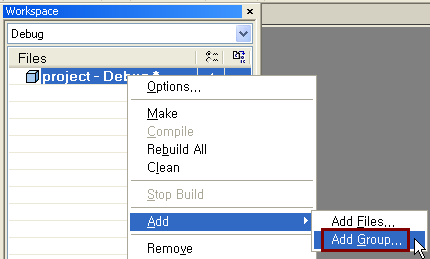 Workspace
Debug
Files
project - Debug *
Options...
Make
Compile
Rebuild All
Clean
Stop Build
Add
Remove
Add Files...
Add Group...